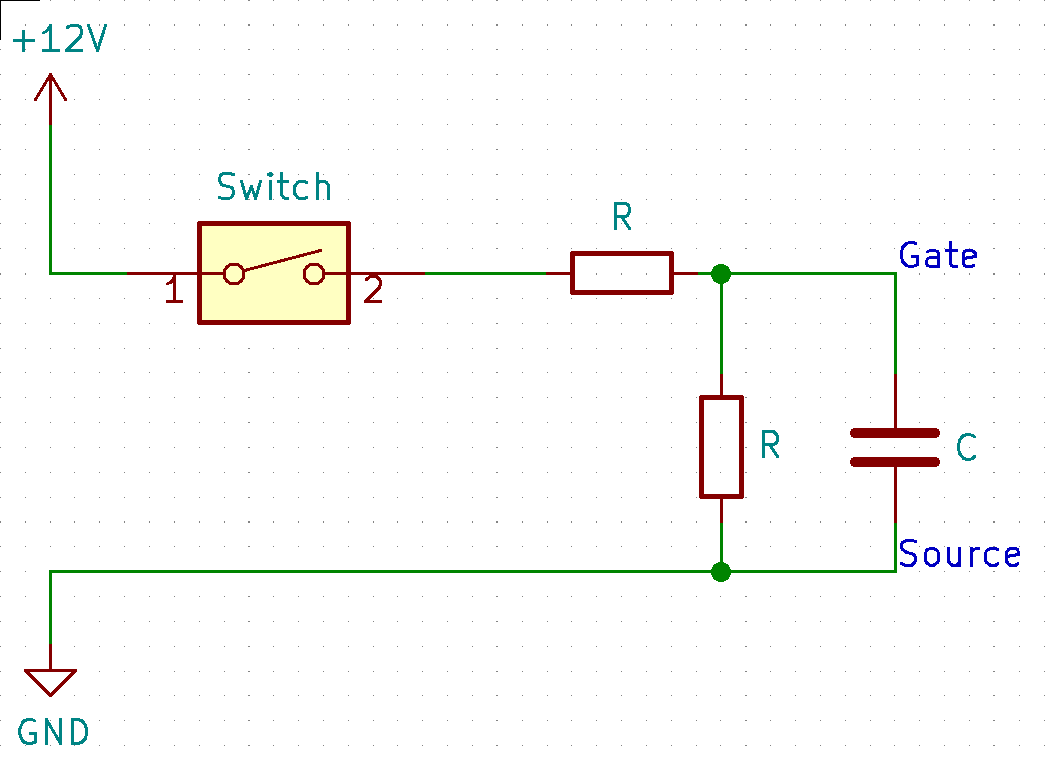 +12V
Switch
R
Gate
1
2
R
C
Source
GND